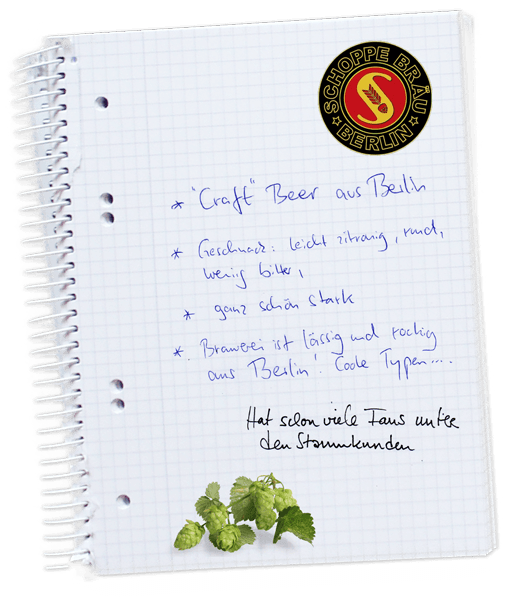 SCHOPPE BRÄU
BERLIN
* "Craft" Beer aus Berlin
* Geschmack: leicht zitronig, rund,
wenig bitter,
* ganz schön stark
* Brauerei ist lässig und rockig
aus Berlin! Coole Typen....
Hat schon viele Fans unter
den Stammkunden